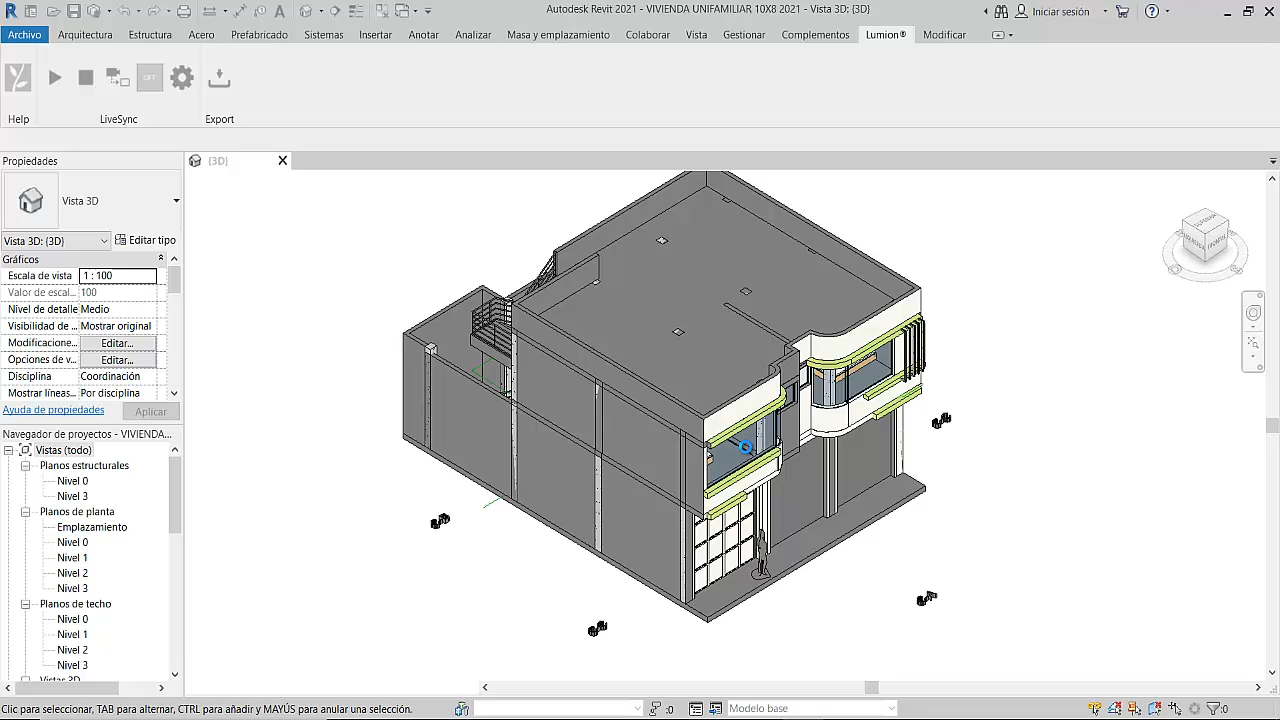 Autodesk Revit 2021 - VIVIENDA UNIFAMILIAR 10X8 2021 - Vista 3D: {3D}
Iniciar sesión
Archivo Arquitectura Estructura Acero Prefabricado Sistemas Insertar Anotar Analizar Masa y emplazamiento Colaborar Vista Gestionar Complementos Lumion® Modificar
OFF
Help LiveSync Export
Propiedades
{3D}
Vista 3D
Vista 3D: {3D} Editar tipo
Gráficos
Escala de vista 1 : 100
Valor de escal... 100
Nivel de detalle Medio
Visibilidad de ... Mostrar original
Modificacione... Editar...
Opciones de v... Editar...
Disciplina Coordinación
Mostrar líneas... Por disciplina
Ayuda de propiedades Aplicar
Navegador de proyectos - VIVIENDA...
Vistas (todo)
Planos estructurales
Nivel 0
Nivel 3
Planos de planta
Emplazamiento
Nivel 0
Nivel 1
Nivel 2
Nivel 3
Planos de techo
Nivel 0
Nivel 1
Nivel 2
Nivel 3
Vistas 3D
Clic para seleccionar, TAB para alternar, CTRL para añadir y MAYÚS para anular una selección.
:0
Modelo base
:0